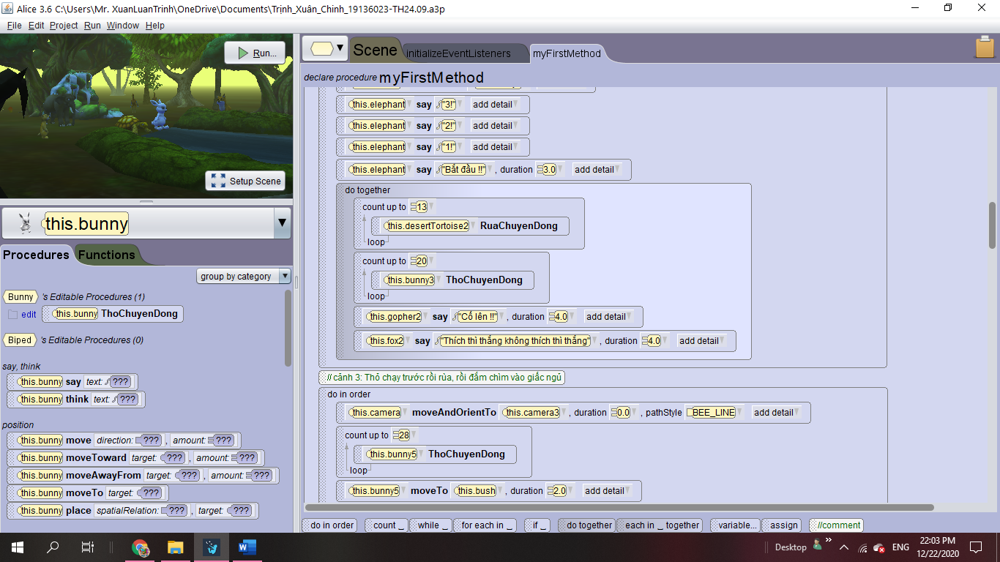 Alice 3.6 C:\Users\Mr. XuanLuanTrinh\OneDrive\Documents\Trịnh_Xuân_Chinh_19136023-TH24.09.a3p
File Edit Project Run Window Help
Run...
Setup Scene
this.bunny
Procedures Functions
group by category
Bunny 's Editable Procedures (1)
edit this.bunny ThoChuyenDong
Biped 's Editable Procedures (0)
say, think
this.bunny say text: ???
this.bunny think text: ???
position
this.bunny move direction: ??? , amount: ???
this.bunny moveToward target: ??? , amount: ???
this.bunny moveAwayFrom target: ??? , amount: ???
this.bunny moveTo target: ???
this.bunny place spatialRelation: ??? , target: ???
Scene initializeEventListeners myFirstMethod
declare procedure myFirstMethod
this.elephant say "3!" add detail
this.elephant say "2!" add detail
this.elephant say "1!" add detail
this.elephant say "Bắt đầu !!" , duration 3.0 add detail
do together
count up to 13
this.desertTortoise2 RuaChuyenDong
loop
count up to 20
this.bunny3 ThoChuyenDong
loop
this.gopher2 say "Cố lên !!" , duration 4.0 add detail
this.fox2 say "Thích thì thắng không thích thì thắng" , duration 4.0 add detail
// cảnh 3: Thỏ chạy trước rồi rùa, rồi đắm chìm vào giấc ngủ
do in order
this.camera moveAndOrientTo this.camera3 , duration 0.0 , pathStyle BEE_LINE add detail
count up to 28
this.bunny5 ThoChuyenDong
loop
this.bunny5 moveTo this.bush , duration 2.0 add detail
do in order count _ while _ for each in _ if _ do together each in _ together variable... assign //comment
Desktop
ENG
22:03 PM
12/22/2020